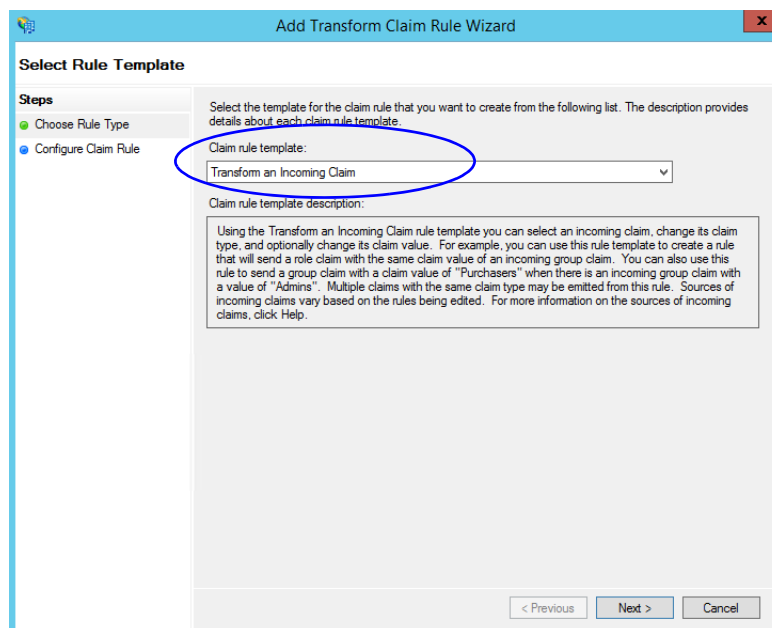 Add Transform Claim Rule Wizard
x
Select Rule Template
Steps
Choose Rule Type
Configure Claim Rule
Select the template for the claim rule that you want to create from the following list. The description provides
details about each claim rule template.
Claim rule template:
Transform an Incoming Claim
Claim rule template description:
Using the Transform an Incoming Claim rule template you can select an incoming claim, change its claim
type, and optionally change its claim value. For example, you can use this rule template to create a rule
that will send a role claim with the same claim value of an incoming group claim. You can also use this
rule to send a group claim with a claim value of "Purchasers" when there is an incoming group claim with
a value of "Admins". Multiple claims with the same claim type may be emitted from this rule. Sources of
incoming claims vary based on the rules being edited. For more information on the sources of incoming
claims, click Help.
< Previous
Next >
Cancel